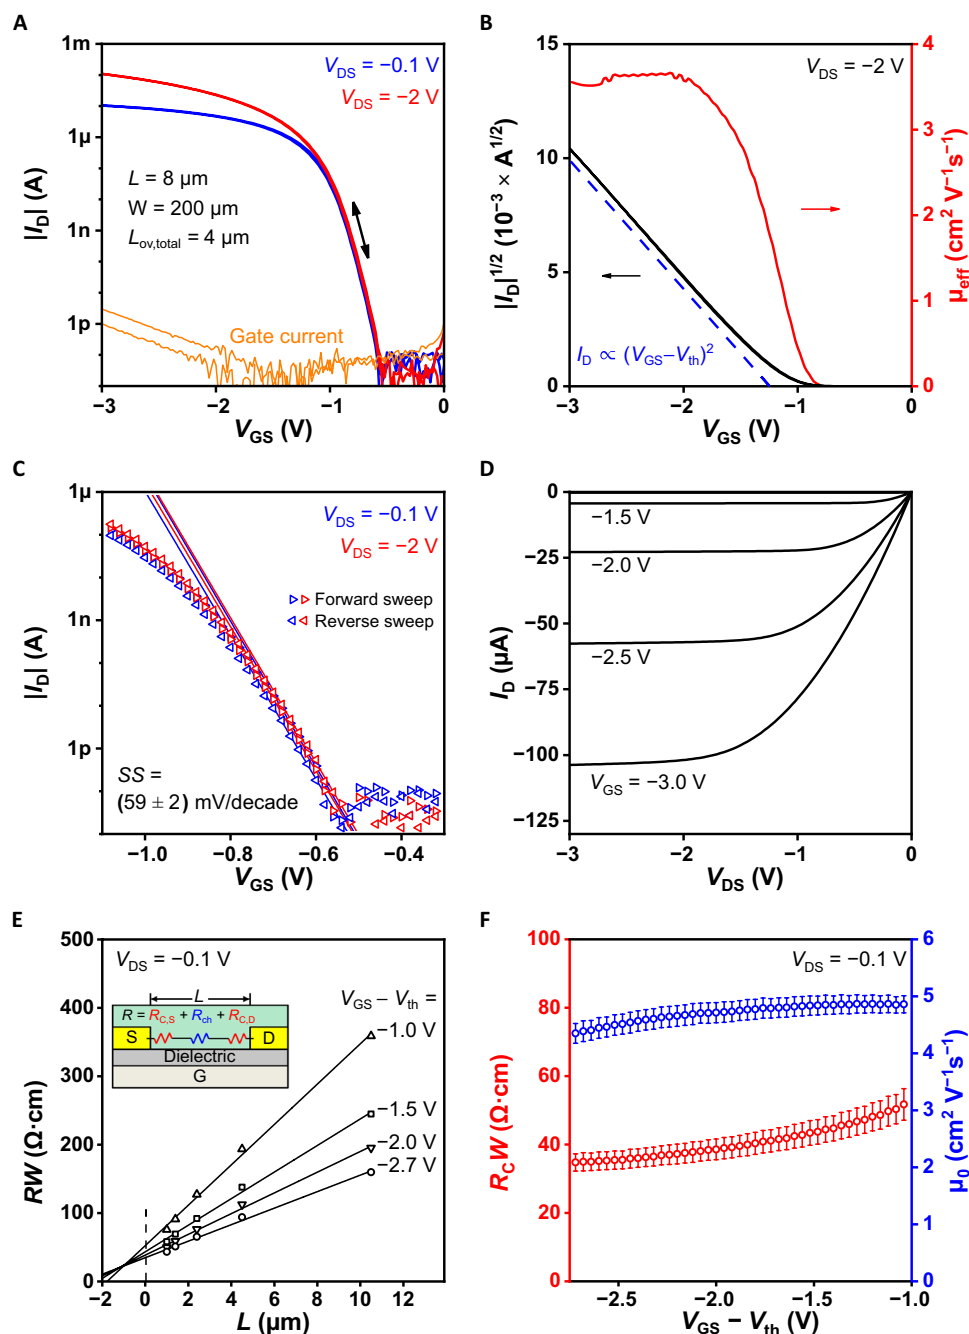 A
1m
1μ
1n
1p
|I_D| (A)
V_DS = −0.1 V
V_DS = −2 V
L = 8 μm
W = 200 μm
L_ov,total = 4 μm
Gate current
−3
−2
−1
0
V_GS (V)
B
15
10
5
0
|I_D|^1/2 (10^−3 × A^1/2)
V_DS = −2 V
I_D ∝ (V_GS−V_th)^2
4
3
2
1
0
μ_eff (cm^2 V^−1s^−1)
−3
−2
−1
0
V_GS (V)
C
1μ
1n
1p
|I_D| (A)
V_DS = −0.1 V
V_DS = −2 V
Forward sweep
Reverse sweep
SS =
(59 ± 2) mV/decade
−1.0
−0.8
−0.6
−0.4
V_GS (V)
D
0
−25
−50
−75
−100
−125
I_D (μA)
−1.5 V
−2.0 V
−2.5 V
V_GS = −3.0 V
−3
−2
−1
0
V_DS (V)
E
500
400
300
200
100
0
RW (Ω·cm)
V_DS = −0.1 V
L
R = R_C,S + R_ch + R_C,D
S
D
Dielectric
G
V_GS − V_th =
−1.0 V
−1.5 V
−2.0 V
−2.7 V
−2
0
2
4
6
8
10
12
L (μm)
F
100
80
60
40
20
0
R_C W (Ω·cm)
V_DS = −0.1 V
6
5
4
3
2
1
0
μ_0 (cm^2 V^−1s^−1)
−2.5
−2.0
−1.5
−1.0
V_GS − V_th (V)